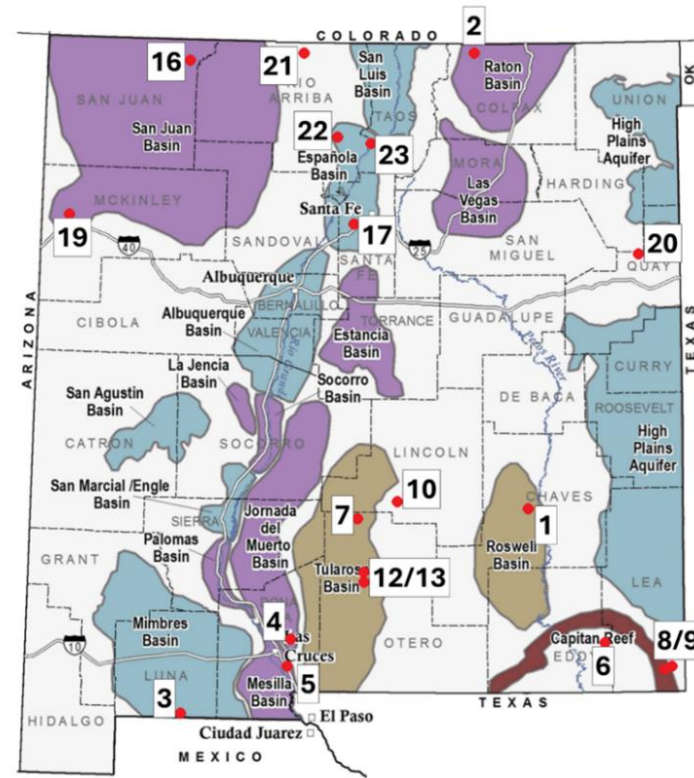 COLORADO
2
16
21
RIO
ARRIBA
San
Luis
Basin
TAOS
Raton
Basin
COLFAX
OK
UNION
High
Plains
Aquifer
SAN JUAN
San Juan
Basin
22
Española
Basin
23
MORA
Las
Vegas
Basin
HARDING
MCKINLEY
Santa Fe
19
40
SANDOVAL
17
SANTA
FE
25
SAN
MIGUEL
20
QUAY
Albuquerque
BERNALILLO
ARIZONA
CIBOLA
Albuquerque
Basin
VALENCIA
Rio Grand
TORRANCE
Estancia
Basin
GUADALUPE
Pecos River
TEXAS
CURRY
La Jencia
Basin
Socorro
Basin
DE BACA
ROOSEVELT
San Agustin
Basin
CATRON
SOCORRO
LINCOLN
High
Plains
Aquifer
San Marcial /Engle
Basin
SIERRA
Jornada
del
Muerto
Basin
7
10
CHAVES
1
Roswell
Basin
GRANT
Palomas
Basin
Tularos
Basin
12/13
LEA
Mimbres
Basin
DONA
4
Las
Cruces
OTERO
Capitan Reef
EDDY
6
8/9
10
LUNA
3
Mesilla
Basin
5
TEXAS
HIDALGO
El Paso
Ciudad Juarez
MEXICO